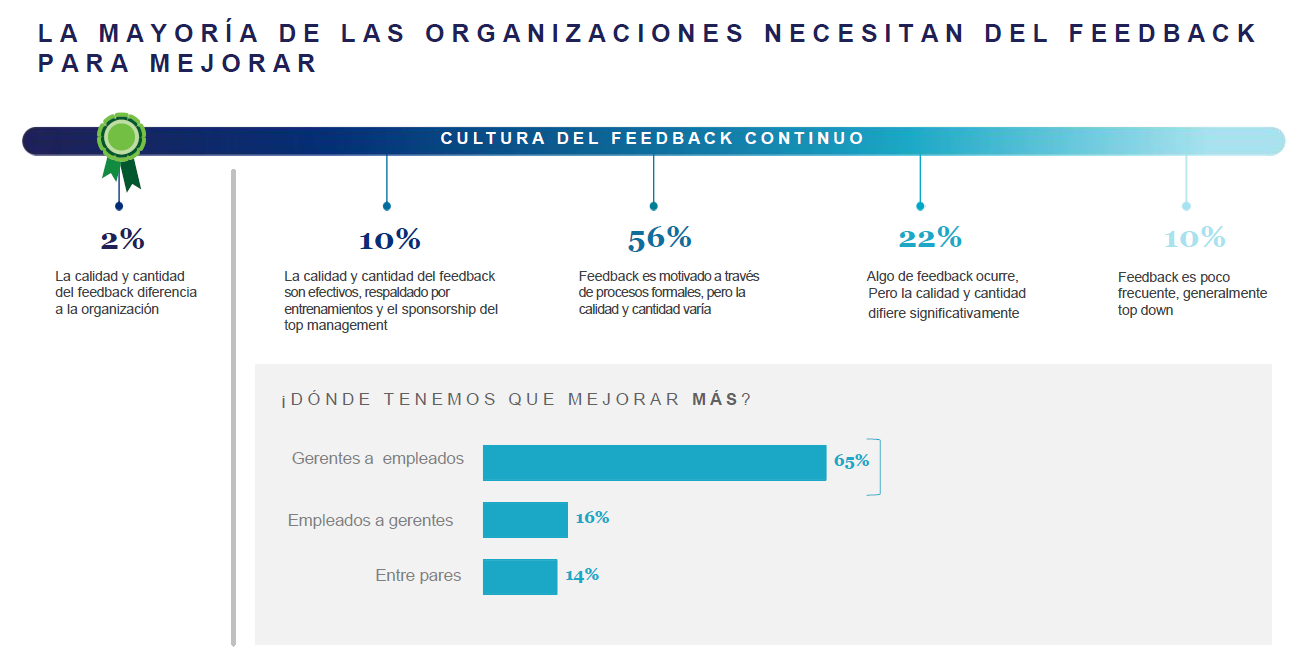 LA MAYORÍA DE LAS ORGANIZACIONES NECESITAN DEL FEEDBACK
PARA MEJORAR
CULTURA DEL FEEDBACK CONTINUO
2%
La calidad y cantidad
del feedback diferencia
a la organización
10%
La calidad y cantidad del feedback
son efectivos, respaldado por
entrenamientos y el sponsorship del
top management
56%
Feedback es motivado a través
de procesos formales, pero la
calidad y cantidad varía
22%
Algo de feedback ocurre,
Pero la calidad y cantidad
difiere significativamente
10%
Feedback es poco
frecuente, generalmente
top down
¡DÓNDE TENEMOS QUE MEJORAR MÁS?
Gerentes a empleados 65%
Empleados a gerentes 16%
Entre pares 14%